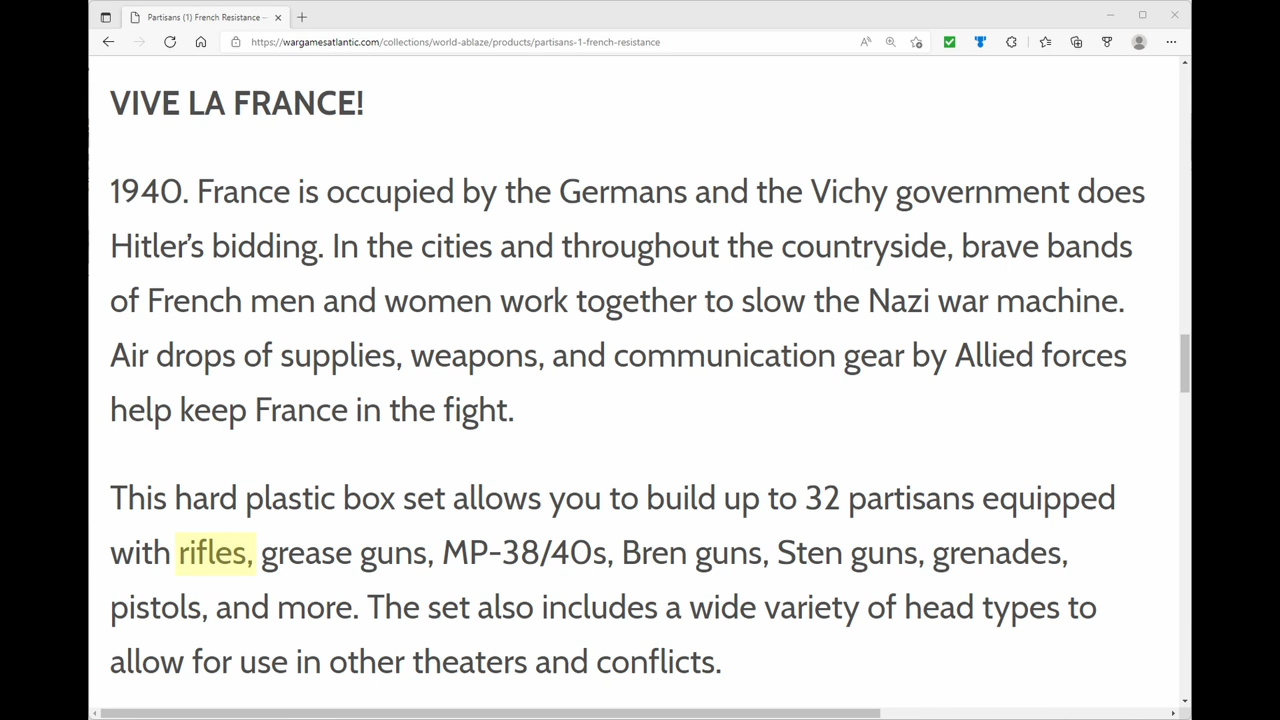 Partisans (1) French Resistance –
https://wargamesatlantic.com/collections/world-ablaze/products/partisans-1-french-resistance
VIVE LA FRANCE!
1940. France is occupied by the Germans and the Vichy government does
Hitler's bidding. In the cities and throughout the countryside, brave bands
of French men and women work together to slow the Nazi war machine.
Air drops of supplies, weapons, and communication gear by Allied forces
help keep France in the fight.
This hard plastic box set allows you to build up to 32 partisans equipped
with rifles, grease guns, MP-38/40s, Bren guns, Sten guns, grenades,
pistols, and more. The set also includes a wide variety of head types to
allow for use in other theaters and conflicts.